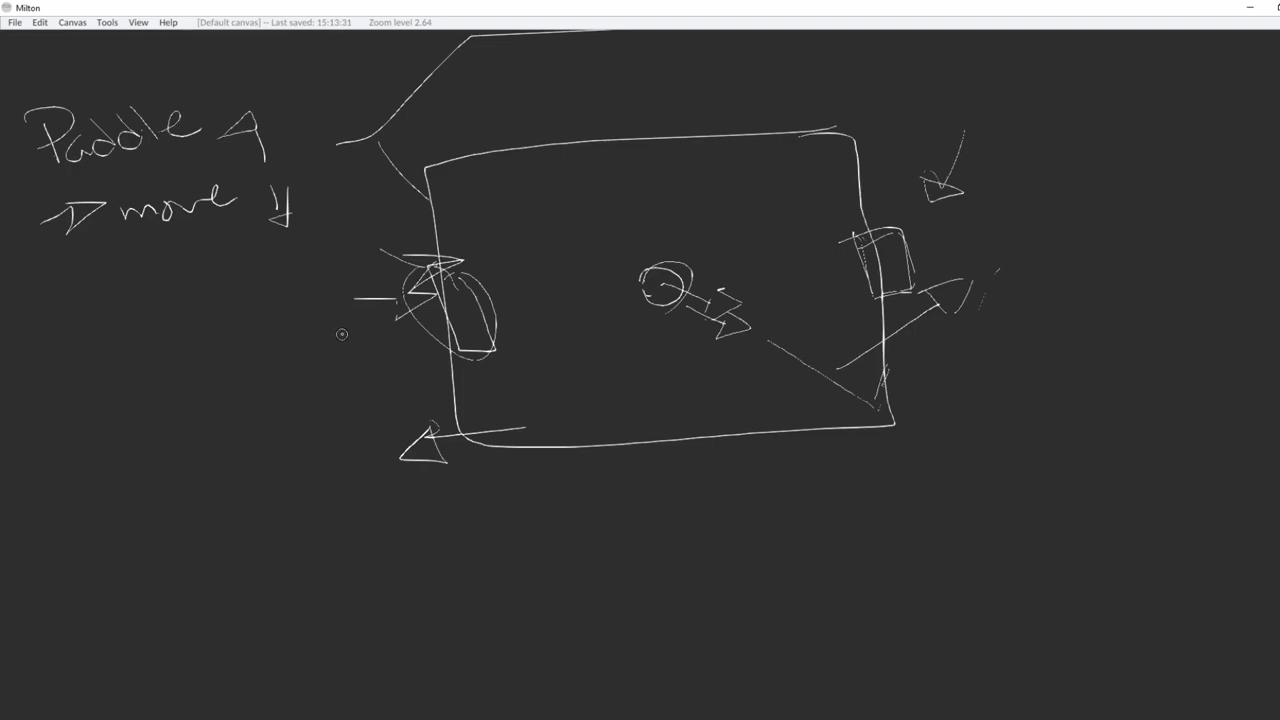 Milton
File Edit Canvas Tools View Help [Default canvas] -- Last saved: 15:13:31 Zoom level 2.64
Paddle
move